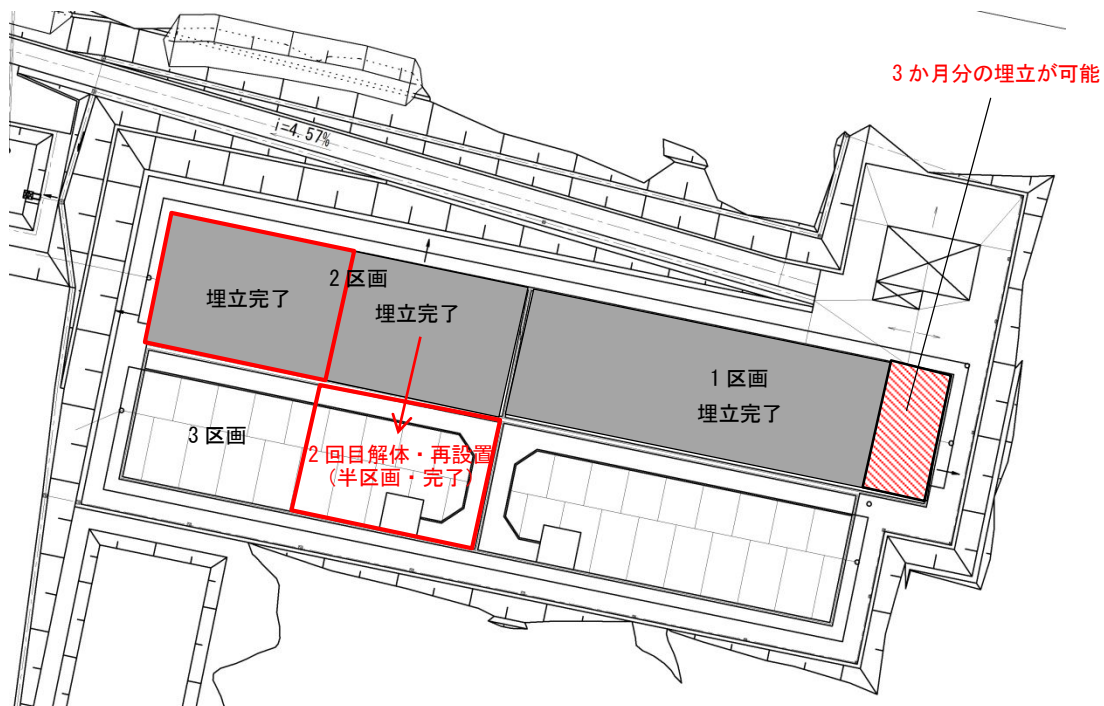 3か月分の埋立が可能
i=4.57%
2区画
埋立完了
埋立完了
1区画
埋立完了
3区画
2回目解体・再設置
(半区画・完了)